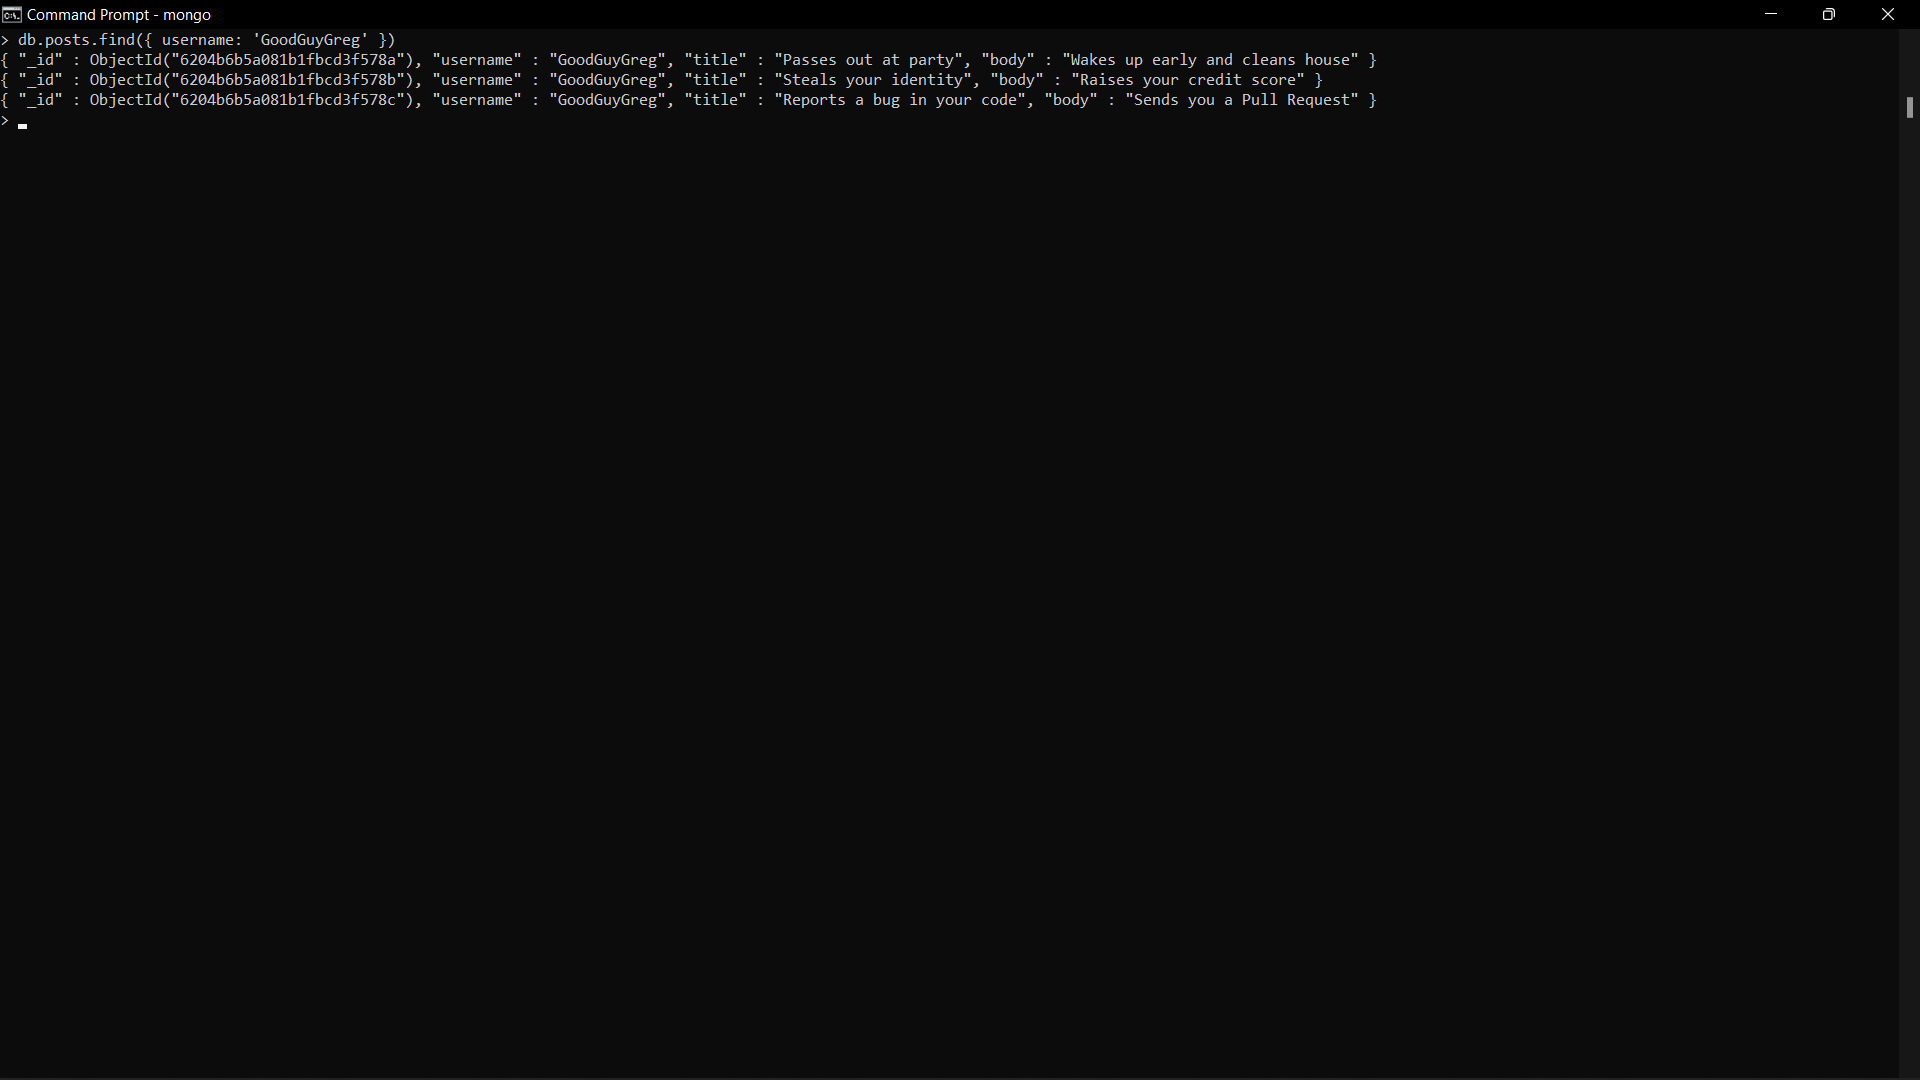 Command Prompt - mongo
> db.posts.find({ username: 'GoodGuyGreg' })
{ "_id" : ObjectId("6204b6b5a081b1fbcd3f578a"), "username" : "GoodGuyGreg", "title" : "Passes out at party", "body" : "Wakes up early and cleans house" }
{ "_id" : ObjectId("6204b6b5a081b1fbcd3f578b"), "username" : "GoodGuyGreg", "title" : "Steals your identity", "body" : "Raises your credit score" }
{ "_id" : ObjectId("6204b6b5a081b1fbcd3f578c"), "username" : "GoodGuyGreg", "title" : "Reports a bug in your code", "body" : "Sends you a Pull Request" }
>